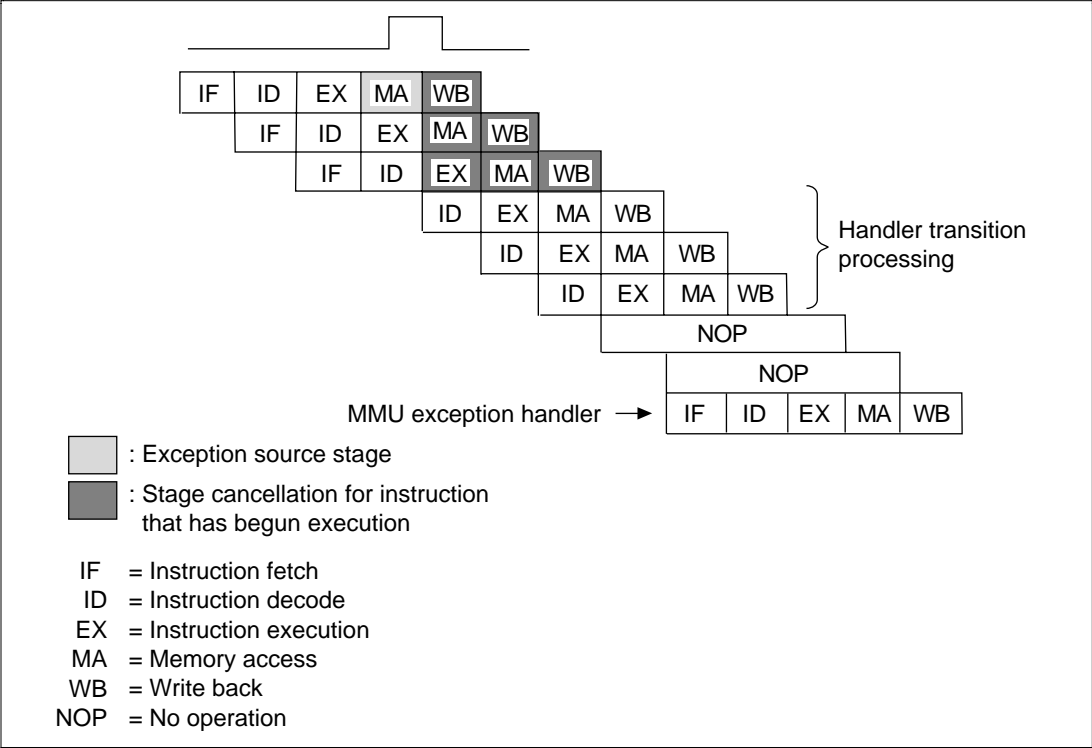 IF ID EX MA WB
IF ID EX MA WB
IF ID EX MA WB
ID EX MA WB
ID EX MA WB
ID EX MA WB
Handler transition
processing
NOP
NOP
MMU exception handler → IF ID EX MA WB
: Exception source stage
: Stage cancellation for instruction
that has begun execution
IF = Instruction fetch
ID = Instruction decode
EX = Instruction execution
MA = Memory access
WB = Write back
NOP = No operation